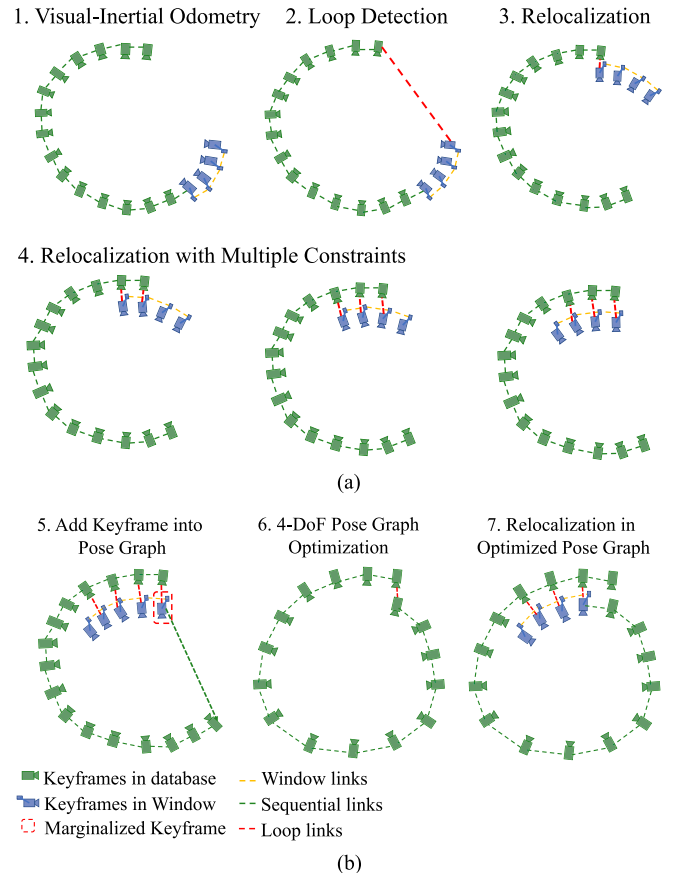 1. Visual-Inertial Odometry
2. Loop Detection
3. Relocalization
4. Relocalization with Multiple Constraints
(a)
5. Add Keyframe into
Pose Graph
6. 4-DoF Pose Graph
Optimization
7. Relocalization in
Optimized Pose Graph
Keyframes in database
Keyframes in Window
Marginalized Keyframe
Window links
Sequential links
Loop links
(b)